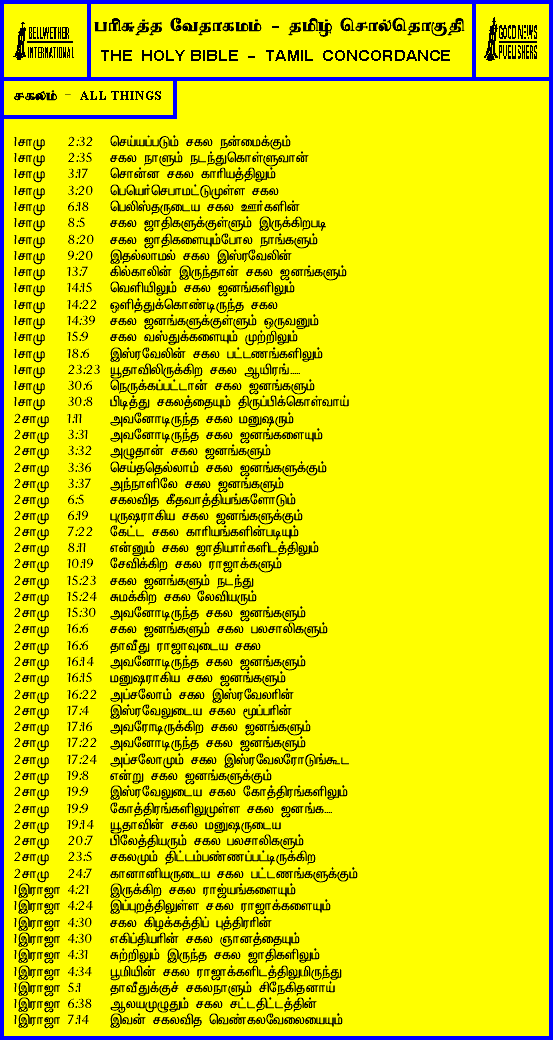 BELLWETHER INTERNATIONAL
பரிசுத்த வேதாகமம் - தமிழ் சொல்தொகுதி
THE HOLY BIBLE - TAMIL CONCORDANCE
GOOD NEWS PUBLISHERS
சகலம் - ALL THINGS
1சாமு 2:32 செய்யப்படும் சகல நன்மைக்கும்
1சாமு 2:35 சகல நாளும் நடந்துகொள்ளுவான்
1சாமு 3:17 சொன்ன சகல காரியத்திலும்
1சாமு 3:20 பெயெர்செபாமட்டுமுள்ள சகல
1சாமு 6:18 பெலிஸ்தருடைய சகல ஊர்களின்
1சாமு 8:5 சகல ஜாதிகளுக்குள்ளும் இருக்கிறபடி
1சாமு 8:20 சகல ஜாதிகளையும்போல நாங்களும்
1சாமு 9:20 இதல்லாமல் சகல இஸ்ரவேலின்
1சாமு 13:7 கில்காலின் இருந்தான் சகல ஜனங்களும்
1சாமு 14:15 வெளியிலும் சகல ஜனங்களிலும்
1சாமு 14:22 ஒளித்துக்கொண்டிருந்த சகல
1சாமு 14:39 சகல ஜனங்களுக்குள்ளும் ஒருவனும்
1சாமு 15:9 சகல வஸ்துக்களையும் முற்றிலும்
1சாமு 18:6 இஸ்ரவேலின் சகல பட்டணங்களிலும்
1சாமு 23:23 யூதாவிலிருக்கிற சகல ஆயிரங்.....
1சாமு 30:6 நெருக்கப்பட்டான் சகல ஜனங்களும்
1சாமு 30:8 பிடித்து சகலத்தையும் திருப்பிக்கொள்வாய்
2சாமு 1:11 அவனோடிருந்த சகல மனுஷரும்
2சாமு 3:31 அவனோடிருந்த சகல ஜனங்களையும்
2சாமு 3:32 அழுதான் சகல ஜனங்களும்
2சாமு 3:36 செய்ததெல்லாம் சகல ஜனங்களுக்கும்
2சாமு 3:37 அந்நாளிலே சகல ஜனங்களும்
2சாமு 6:5 சகலவித கீதவாத்தியங்களோடும்
2சாமு 6:19 புருஷராகிய சகல ஜனங்களுக்கும்
2சாமு 7:22 கேட்ட சகல காரியங்களின்படியும்
2சாமு 8:11 என்னும் சகல ஜாதியார்களிடத்திலும்
2சாமு 10:19 சேவிக்கிற சகல ராஜாக்களும்
2சாமு 15:23 சகல ஜனங்களும் நடந்து
2சாமு 15:24 சுமக்கிற சகல லேவியரும்
2சாமு 15:30 அவனோடிருந்த சகல ஜனங்களும்
2சாமு 16:6 சகல ஜனங்களும் சகல பலசாலிகளும்
2சாமு 16:6 தாவீது ராஜாவுடைய சகல
2சாமு 16:14 அவனோடிருந்த சகல ஜனங்களும்
2சாமு 16:15 மனுஷராகிய சகல ஜனங்களும்
2சாமு 16:22 அப்சலோம் சகல இஸ்ரவேலரின்
2சாமு 17:4 இஸ்ரவேலுடைய சகல மூப்பரின்
2சாமு 17:16 அவரோடிருக்கிற சகல ஜனங்களும்
2சாமு 17:22 அவனோடிருந்த சகல ஜனங்களும்
2சாமு 17:24 அப்சலோமும் சகல இஸ்ரவேலரோடுங்கூட
2சாமு 19:8 என்று சகல ஜனங்களுக்கும்
2சாமு 19:9 இஸ்ரவேலுடைய சகல கோத்திரங்களிலும்
2சாமு 19:9 கோத்திரங்களிலுமுள்ள சகல ஜனங்க....
2சாமு 19:14 யூதாவின் சகல மனுஷருடைய
2சாமு 20:7 பிலேத்தியரும் சகல பலசாலிகளும்
2சாமு 23:5 சகலமும் திட்டம்பண்ணப்பட்டிருக்கிற
2சாமு 24:7 கானானியருடைய சகல பட்டணங்களுக்கும்
1இராஜா 4:21 இருக்கிற சகல ராஜ்யங்களையும்
1இராஜா 4:24 இப்புறத்திலுள்ள சகல ராஜாக்களையும்
1இராஜா 4:30 சகல கிழக்கத்திப் புத்திரரின்
1இராஜா 4:30 எகிப்தியரின் சகல ஞானத்தையும்
1இராஜா 4:31 சுற்றிலும் இருந்த சகல ஜாதிகளிலும்
1இராஜா 4:34 பூமியின் சகல ராஜாக்களிடத்திலுமிருந்து
1இராஜா 5:1 தாவீதுக்குச் சகலநாளும் சிநேகிதனாய்
1இராஜா 6:38 ஆலயமுழுதும் சகல சட்டதிட்டத்தின்
1இராஜா 7:14 இவன் சகலவித வெண்கலவேலையையும்